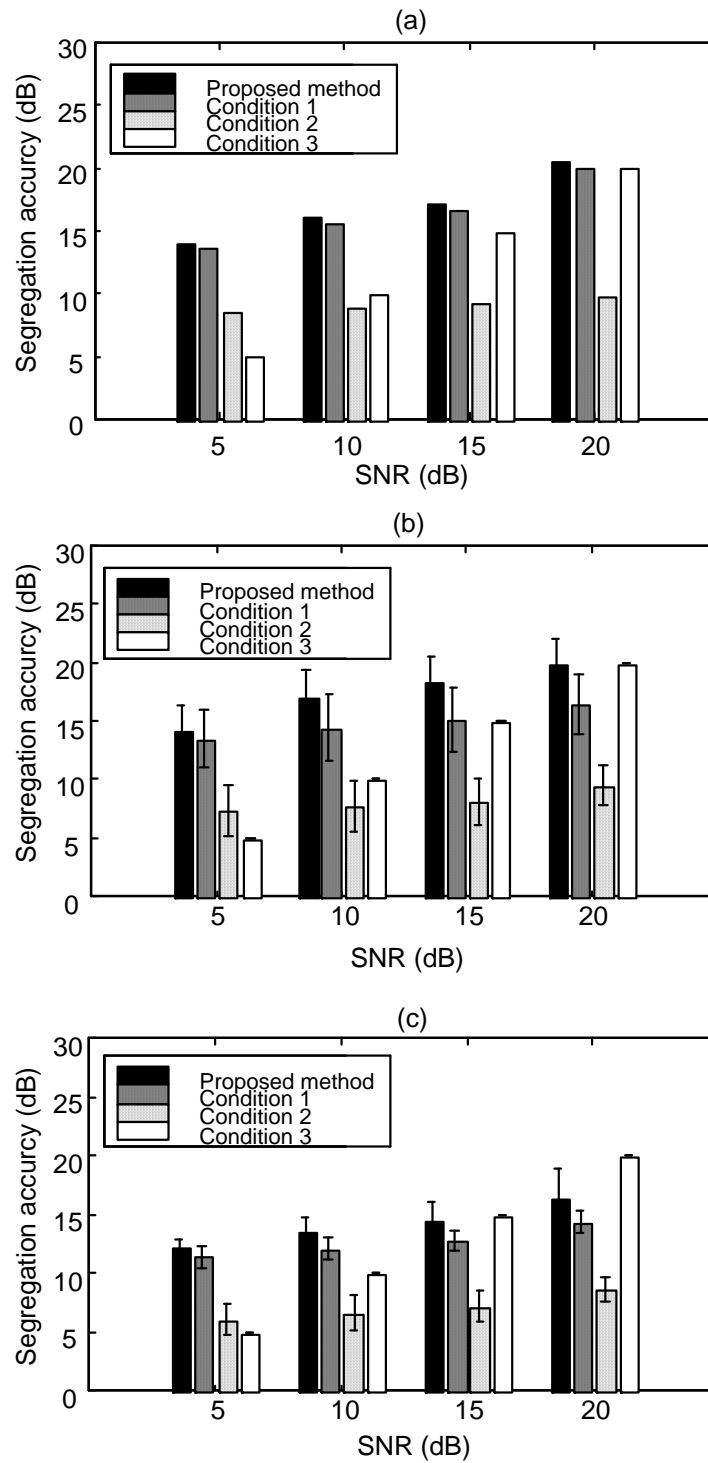 (a)
30
25
20
15
10
5
0
Segregation accurcy (dB)
Proposed method
Condition 1
Condition 2
Condition 3
5 10 15 20
SNR (dB)
(b)
30
25
20
15
10
5
0
Segregation accurcy (dB)
Proposed method
Condition 1
Condition 2
Condition 3
5 10 15 20
SNR (dB)
(c)
30
25
20
15
10
5
0
Segregation accurcy (dB)
Proposed method
Condition 1
Condition 2
Condition 3
5 10 15 20
SNR (dB)